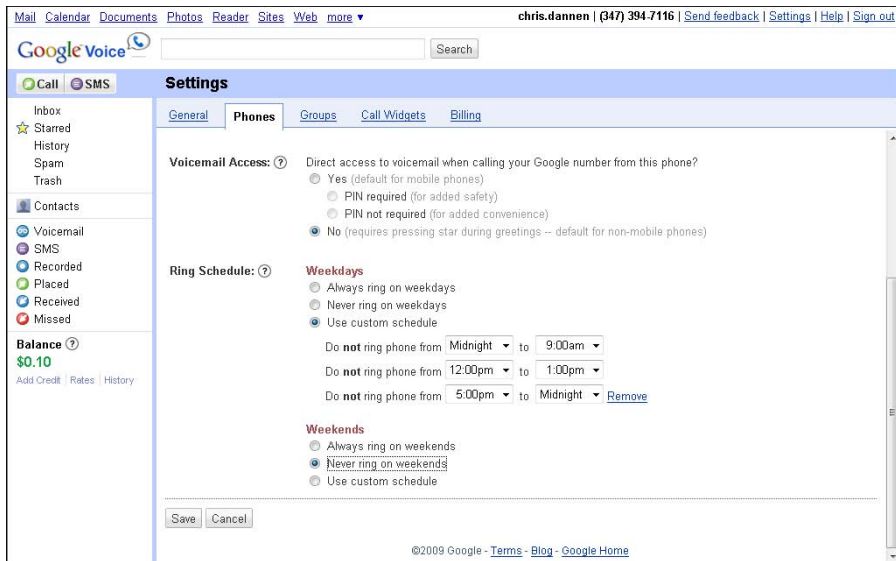 Mail Calendar Documents Photos Reader Sites Web more ▼ chris.dannen | (347) 394-7116 | Send feedback | Settings | Help | Sign out
Google Voice
Search
Call SMS
Settings
Inbox
Starred
History
Spam
Trash
Contacts
Voicemail
SMS
Recorded
Placed
Received
Missed
Balance ?
$0.10
Add Credit | Rates | History
General Phones Groups Call Widgets Billing
Voicemail Access: ? Direct access to voicemail when calling your Google number from this phone?
Yes (default for mobile phones)
PIN required (for added safety)
PIN not required (for added convenience)
No (requires pressing star during greetings -- default for non-mobile phones)
Ring Schedule: ? Weekdays
Always ring on weekdays
Never ring on weekdays
Use custom schedule
Do not ring phone from Midnight to 9:00am
Do not ring phone from 12:00pm to 1:00pm
Do not ring phone from 5:00pm to Midnight Remove
Weekends
Always ring on weekends
Never ring on weekends
Use custom schedule
Save Cancel
©2009 Google - Terms - Blog - Google Home